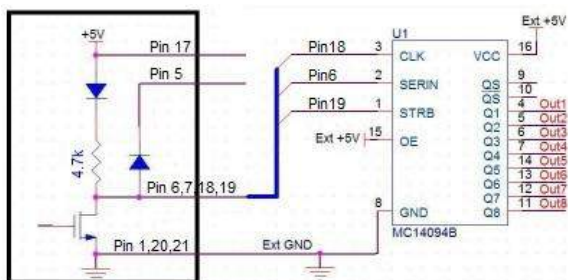 +5V
Pin 17
Pin 5
4.7k
Pin 6,7,18,19
Pin 1,20,21
Ext GND
Pin18
Pin6
Pin19
Ext +5V
U1
Ext +5V
3 CLK VCC 16
2 SERIN QS 9
QS 10
1 STRB Q1 4 Out1
Q2 5 Out2
15 OE Q3 6 Out3
Q4 7 Out4
Q5 14 Out5
Q6 13 Out6
Q7 12 Out7
8 GND Q8 11 Out8
MC14094B